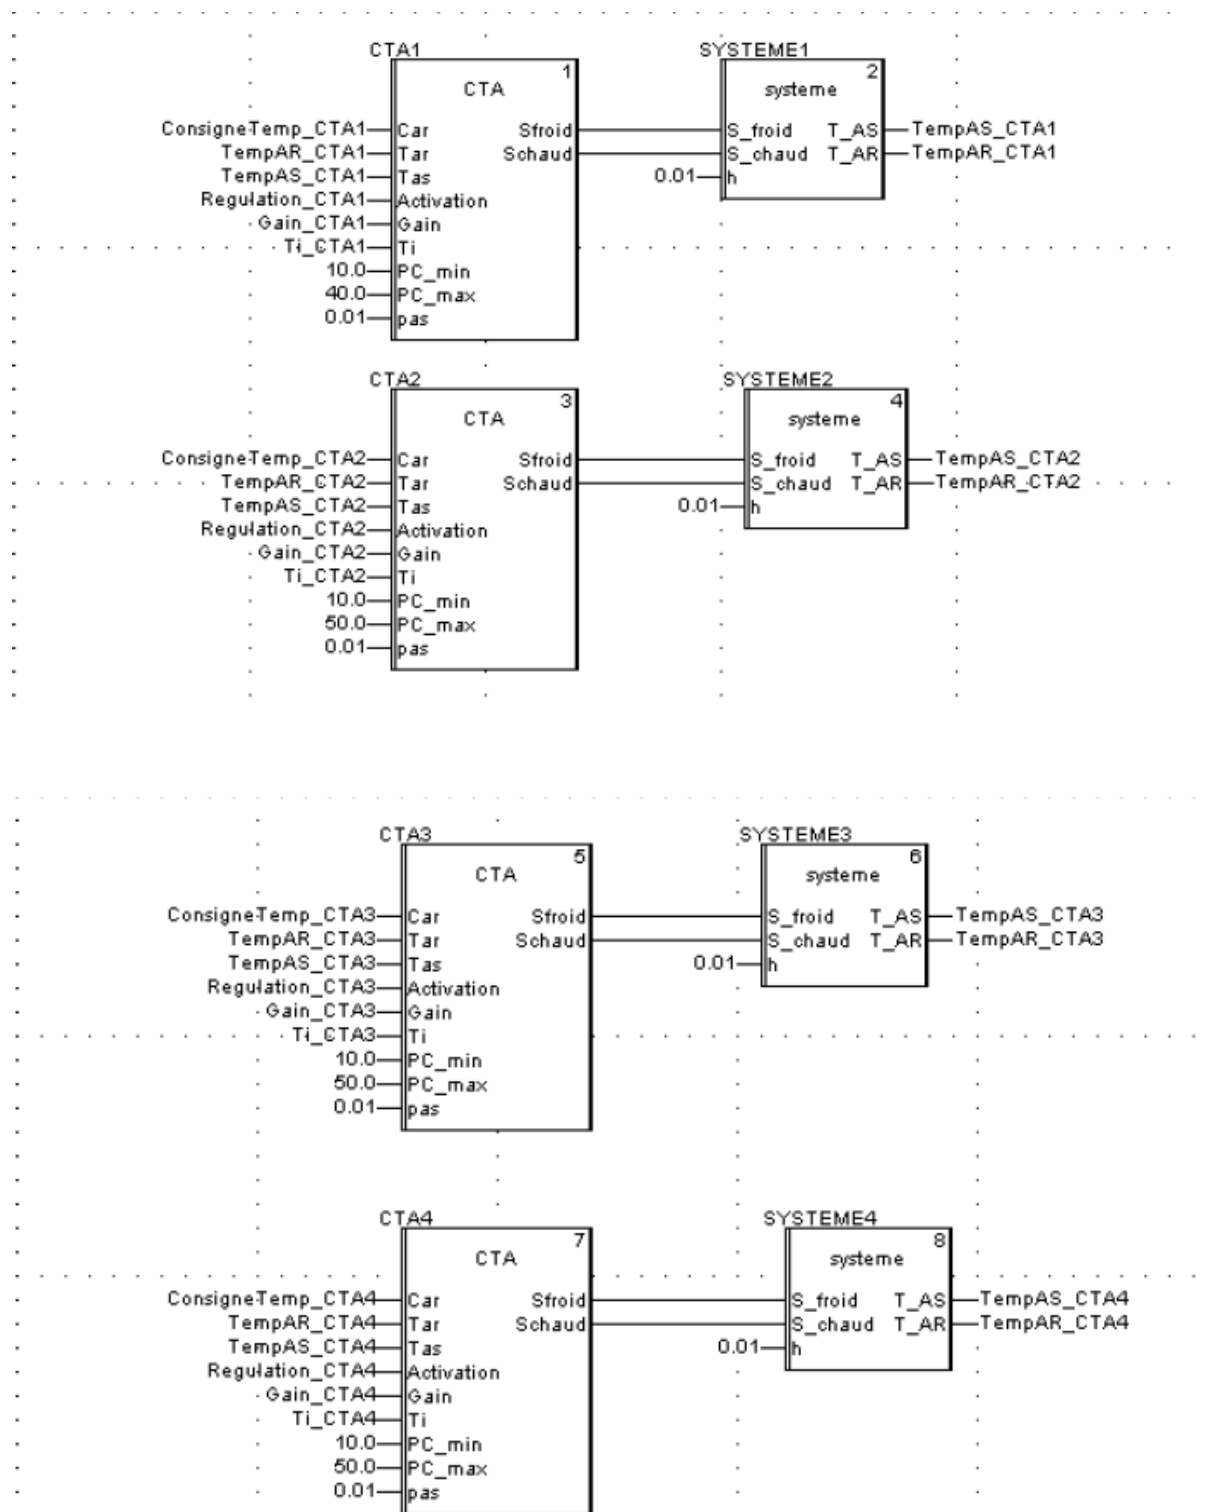 CTA1 SYSTEME1
1 2
CTA systeme
ConsigneTemp_CTA1 Car Sfroid S_froid T_AS TempAS_CTA1
TempAR_CTA1 Tar Schaud S_chaud T_AR TempAR_CTA1
TempAS_CTA1 Tas 0.01 h
Regulation_CTA1 Activation
Gain_CTA1 Gain
Ti_CTA1 Ti
10.0 PC_min
40.0 PC_max
0.01 pas
CTA2 SYSTEME2
3 4
CTA systeme
ConsigneTemp_CTA2 Car Sfroid S_froid T_AS TempAS_CTA2
TempAR_CTA2 Tar Schaud S_chaud T_AR TempAR_CTA2
TempAS_CTA2 Tas 0.01 h
Regulation_CTA2 Activation
Gain_CTA2 Gain
Ti_CTA2 Ti
10.0 PC_min
50.0 PC_max
0.01 pas
CTA3 SYSTEME3
5 6
CTA systeme
ConsigneTemp_CTA3 Car Sfroid S_froid T_AS TempAS_CTA3
TempAR_CTA3 Tar Schaud S_chaud T_AR TempAR_CTA3
TempAS_CTA3 Tas 0.01 h
Regulation_CTA3 Activation
Gain_CTA3 Gain
Ti_CTA3 Ti
10.0 PC_min
50.0 PC_max
0.01 pas
CTA4 SYSTEME4
7 8
CTA systeme
ConsigneTemp_CTA4 Car Sfroid S_froid T_AS TempAS_CTA4
TempAR_CTA4 Tar Schaud S_chaud T_AR TempAR_CTA4
TempAS_CTA4 Tas 0.01 h
Regulation_CTA4 Activation
Gain_CTA4 Gain
Ti_CTA4 Ti
10.0 PC_min
50.0 PC_max
0.01 pas